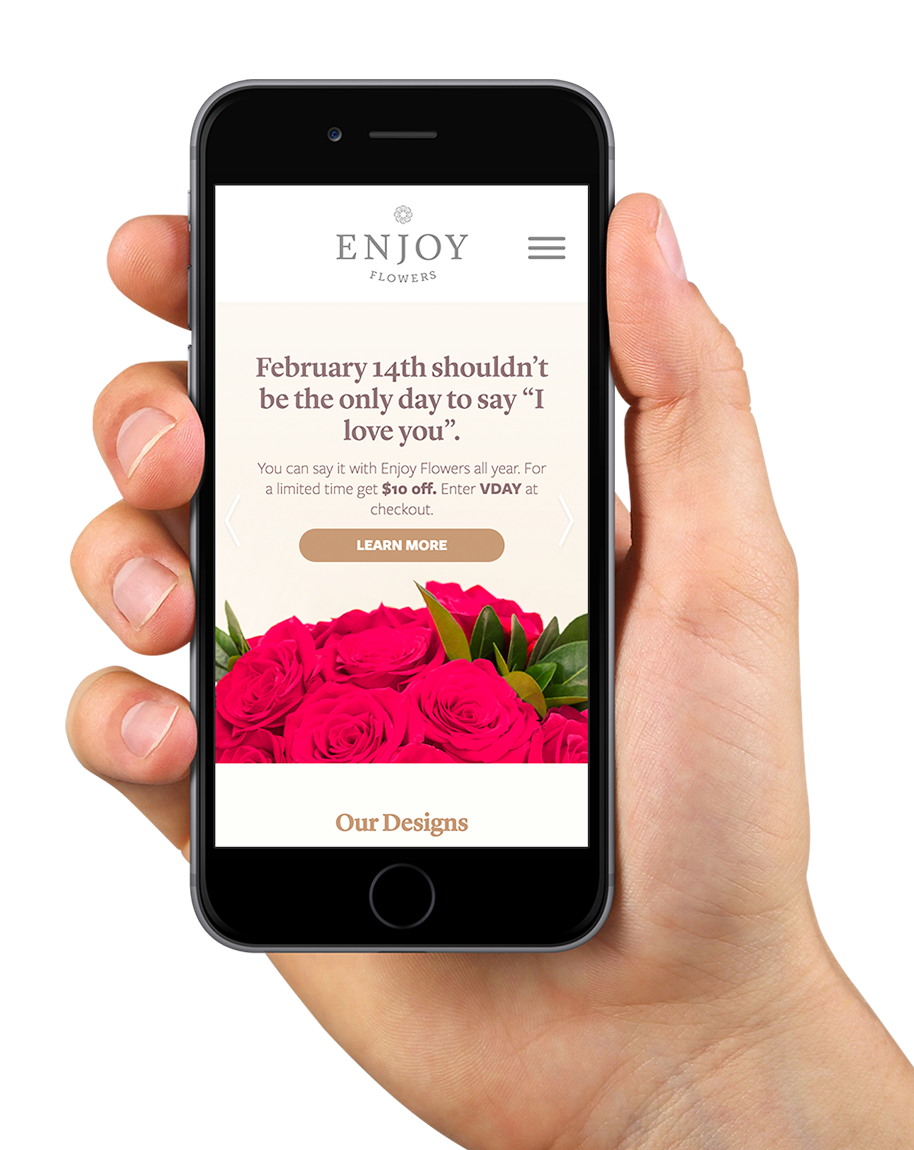 ENJOY
FLOWERS
February 14th shouldn’t
be the only day to say “I
love you”.
You can say it with Enjoy Flowers all year. For
a limited time get $10 off. Enter VDAY at
checkout.
LEARN MORE
Our Designs